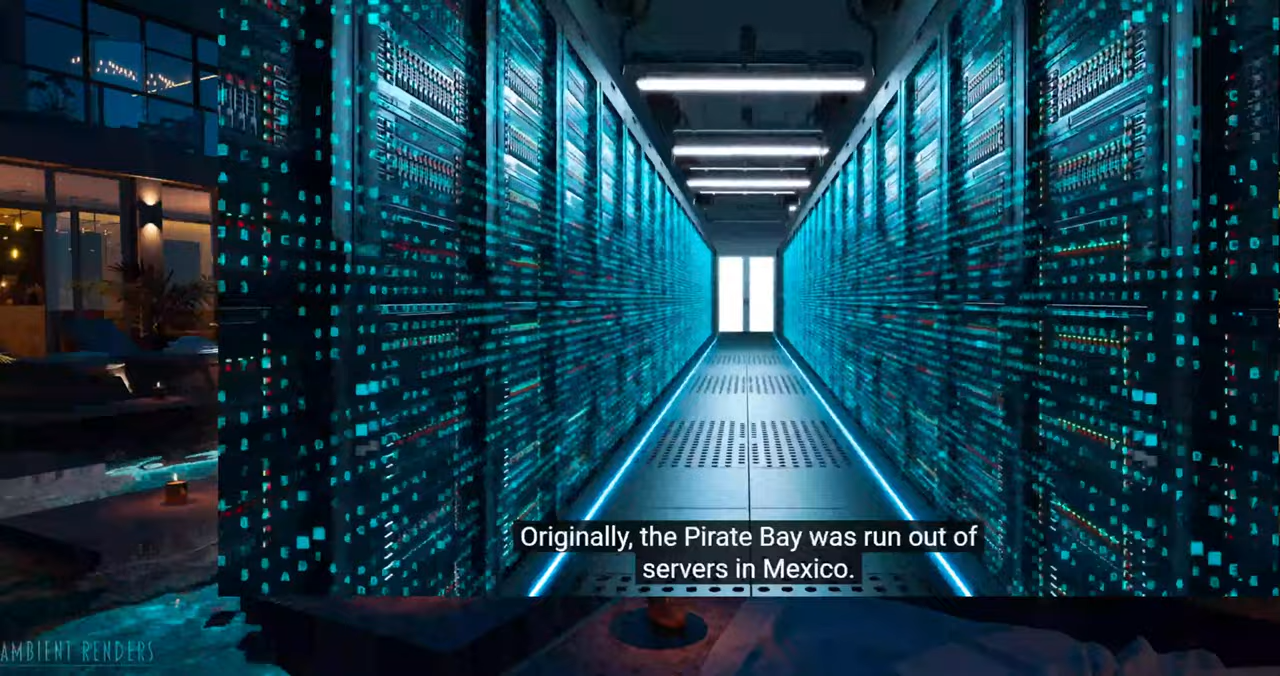 Originally, the Pirate Bay was run out of
servers in Mexico.
AMBIENT RENDERS